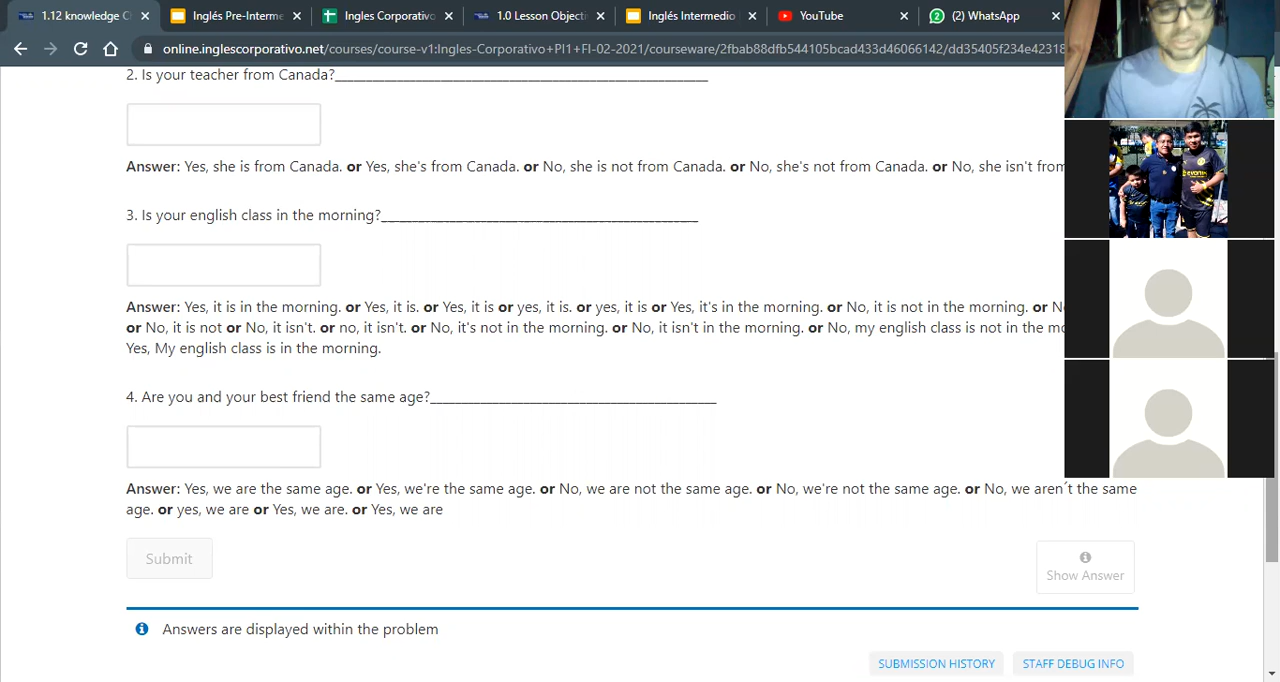 1.12 knowledge C
Inglés Pre-Interme
Ingles Corporativo
1.0 Lesson Objecti
Inglés Intermedio
YouTube
(2) WhatsApp
online.inglescorporativo.net/courses/course-v1:Ingles-Corporativo+PI1+FI-02-2021/courseware/2fbab88dfb544105bcad433d46066142/dd35405f234e42318
2. Is your teacher from Canada?
Answer: Yes, she is from Canada. or Yes, she's from Canada. or No, she is not from Canada. or No, she's not from Canada. or No, she isn't from
3. Is your english class in the morning?
Answer: Yes, it is in the morning. or Yes, it is. or Yes, it is or yes, it is. or yes, it is or Yes, it's in the morning. or No, it is not in the morning. or
or No, it is not or No, it isn't. or no, it isn't. or No, it's not in the morning. or No, it isn't in the morning. or No, my english class is not in the
Yes, My english class is in the morning.
4. Are you and your best friend the same age?
Answer: Yes, we are the same age. or Yes, we're the same age. or No, we are not the same age. or No, we're not the same age. or No, we aren´t the same
age. or yes, we are or Yes, we are. or Yes, we are
Submit
Show Answer
Answers are displayed within the problem
SUBMISSION HISTORY
STAFF DEBUG INFO